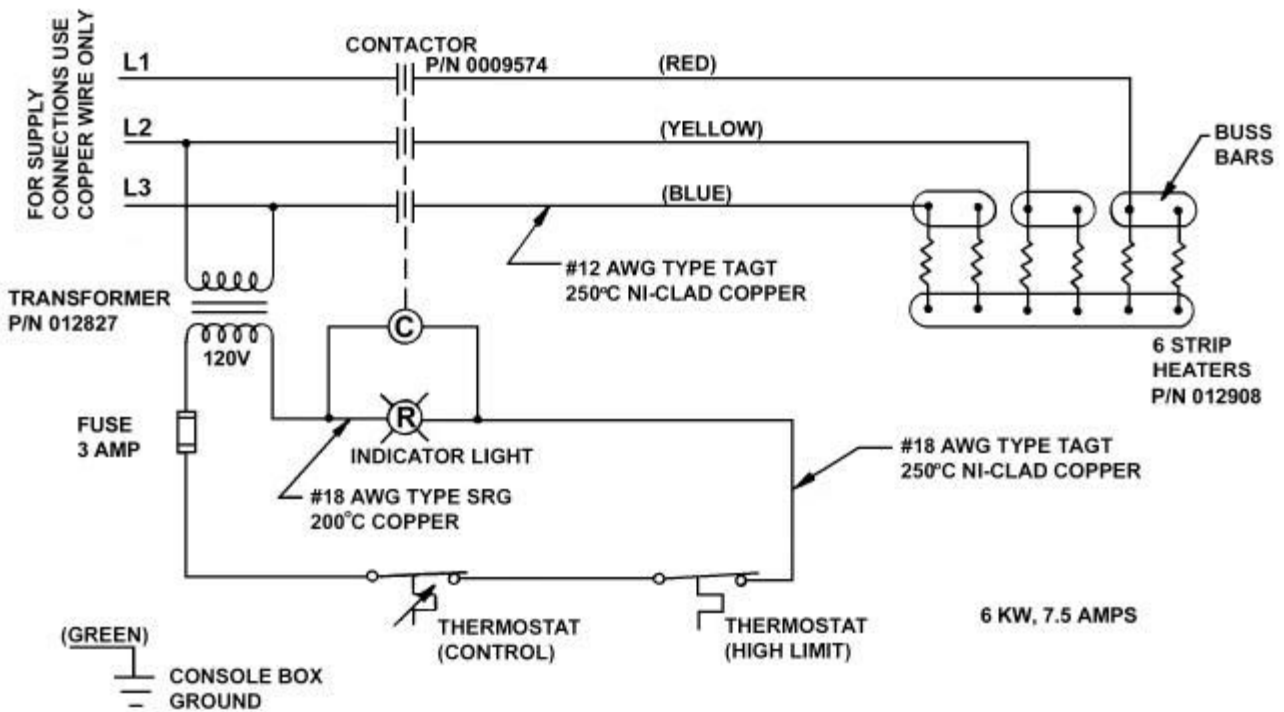 FOR SUPPLY
CONNECTIONS USE
COPPER WIRE ONLY
L1
L2
L3
CONTACTOR
P/N 0009574
(RED)
(YELLOW)
(BLUE)
BUSS
BARS
#12 AWG TYPE TAGT
250°C NI-CLAD COPPER
TRANSFORMER
P/N 012827
120V
C
6 STRIP
HEATERS
P/N 012908
FUSE
3 AMP
R
INDICATOR LIGHT
#18 AWG TYPE TAGT
250°C NI-CLAD COPPER
#18 AWG TYPE SRG
200°C COPPER
THERMOSTAT
(CONTROL)
THERMOSTAT
(HIGH LIMIT)
6 KW, 7.5 AMPS
(GREEN)
CONSOLE BOX
GROUND